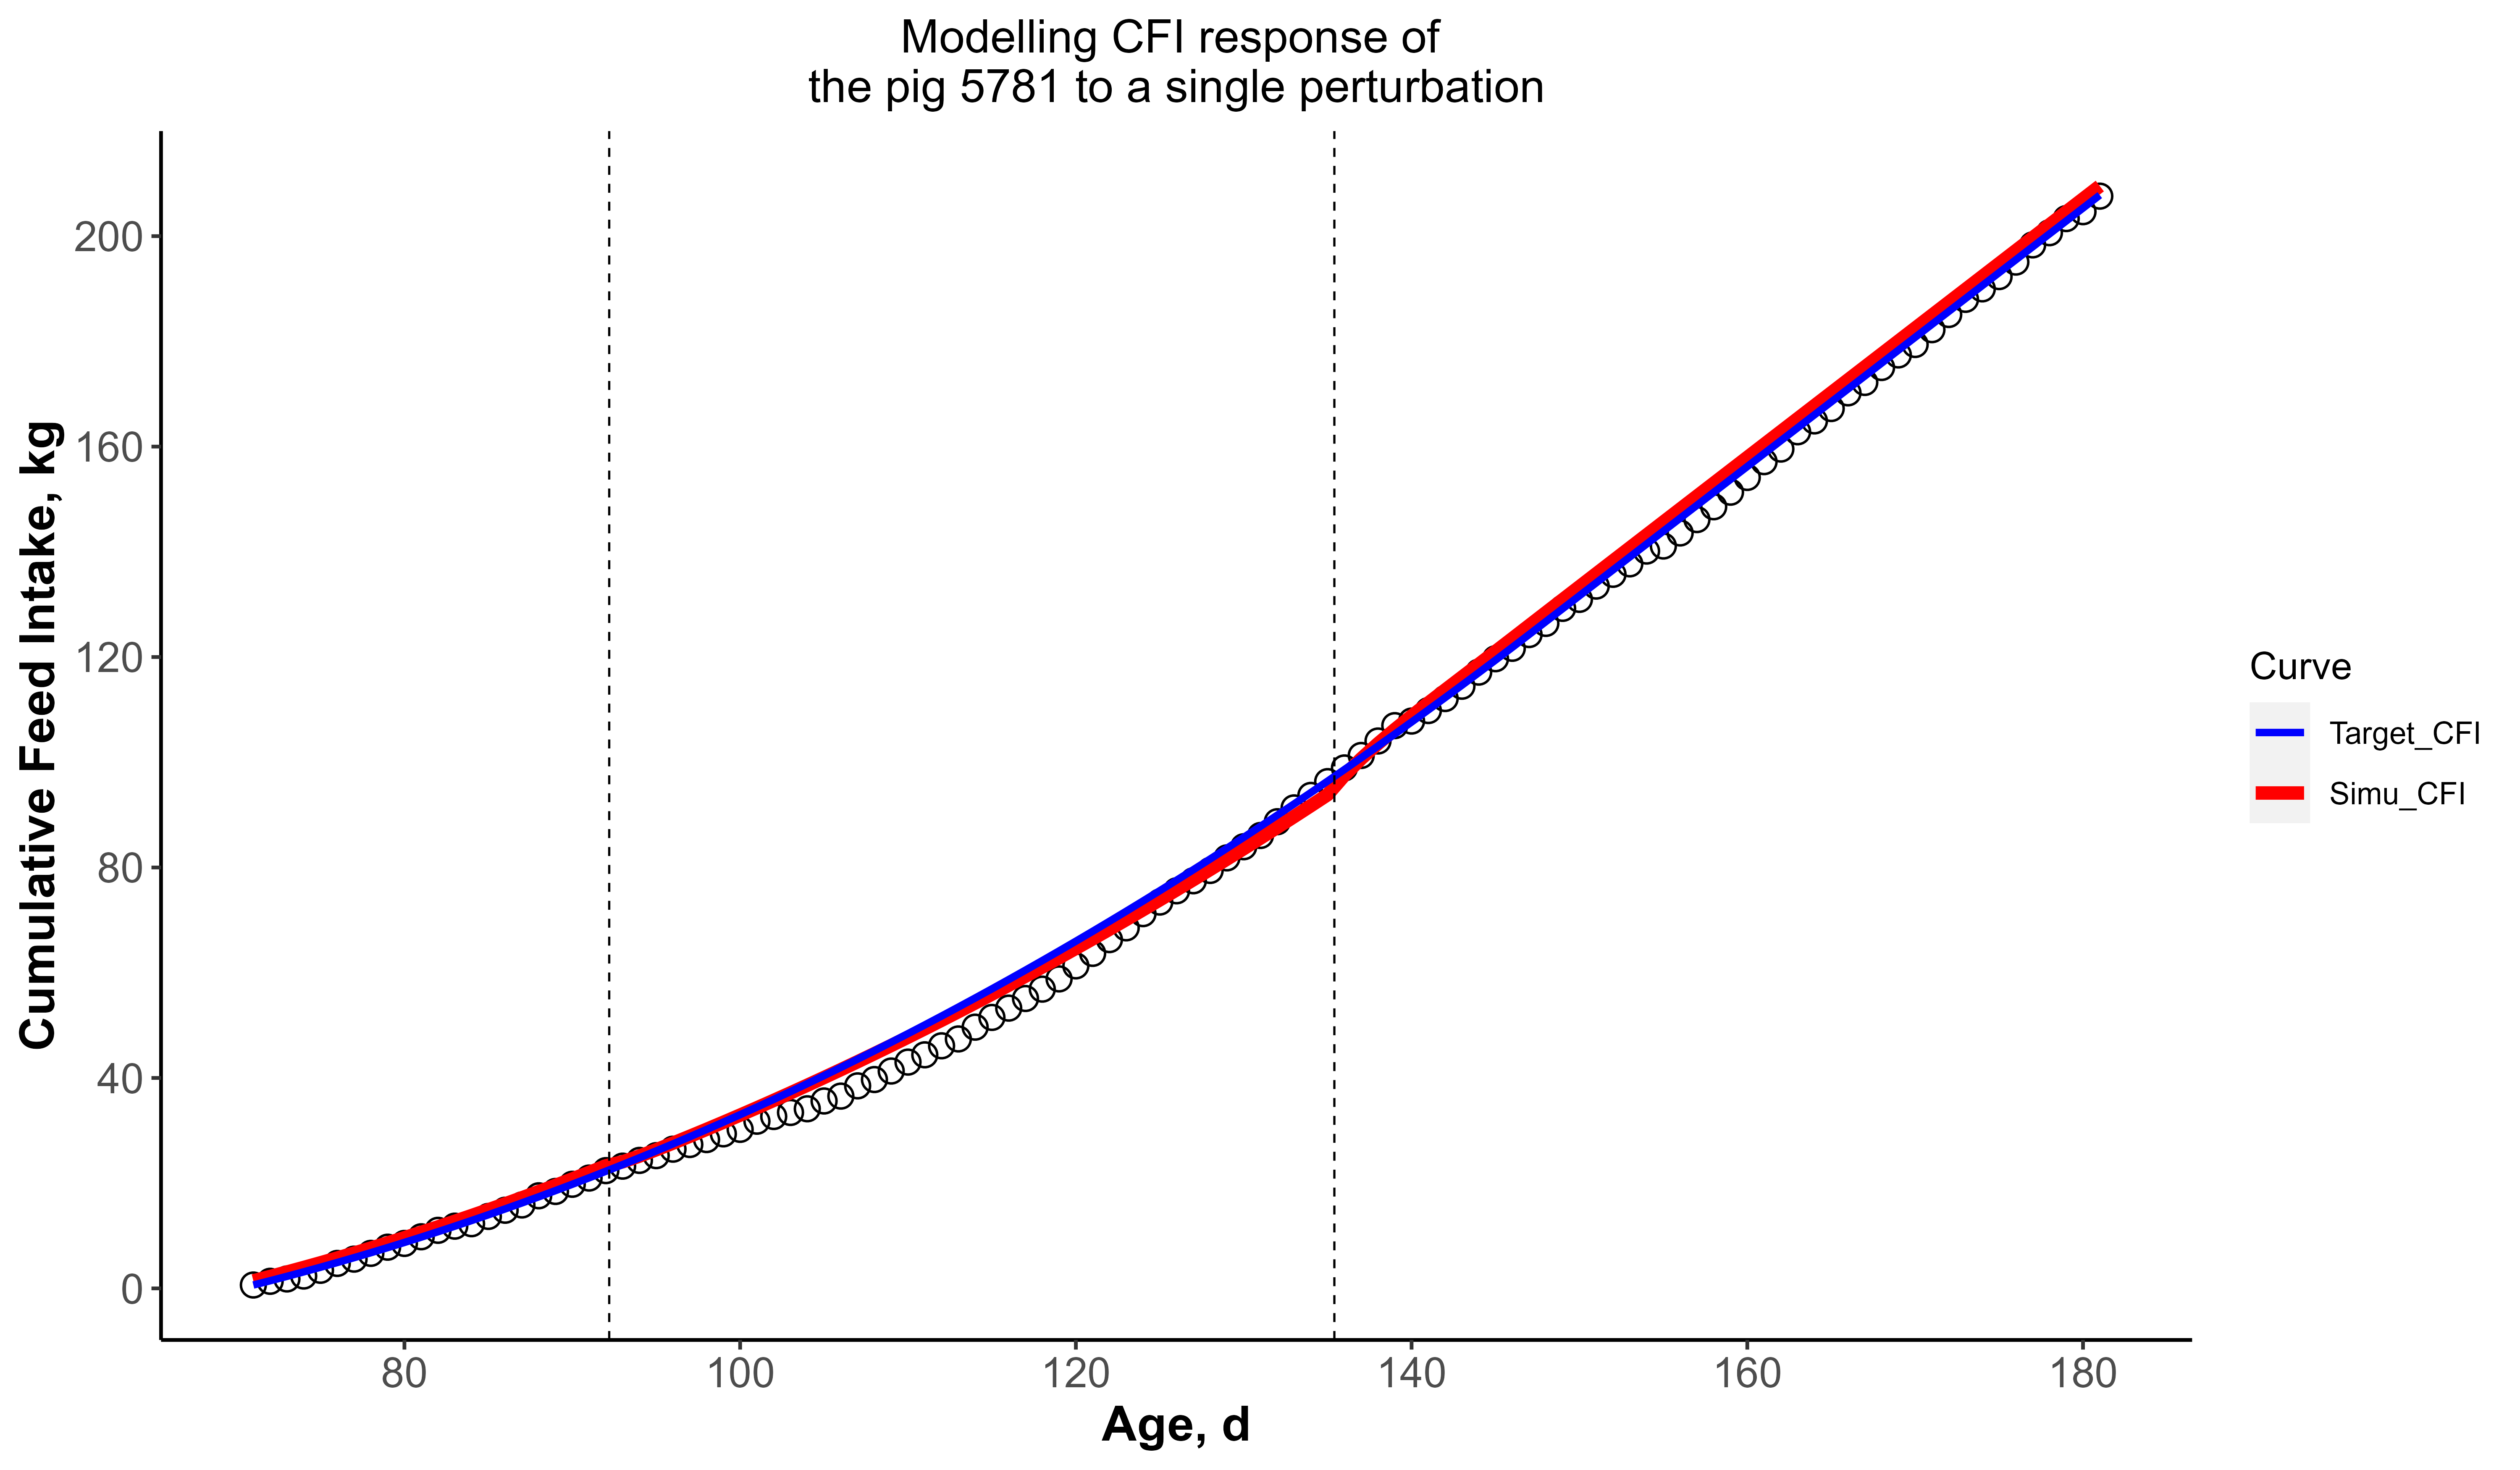 Modelling CFI response of
the pig 5781 to a single perturbation
Cumulative Feed Intake, kg
200
160
120
80
40
0
80
100
120
140
160
180
Age, d
Curve
Target_CFI
Simu_CFI